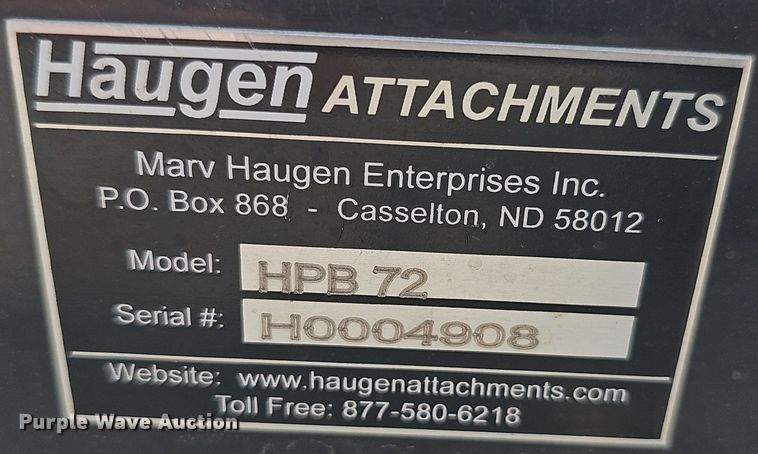 Haugen ATTACHMENTS
Marv Haugen Enterprises Inc.
P.O. Box 868 - Casselton, ND 58012
Model: HPB 72
Serial #: H0004908
Website: www.haugenattachments.com
Toll Free: 877-580-6218
Purple Wave Auction